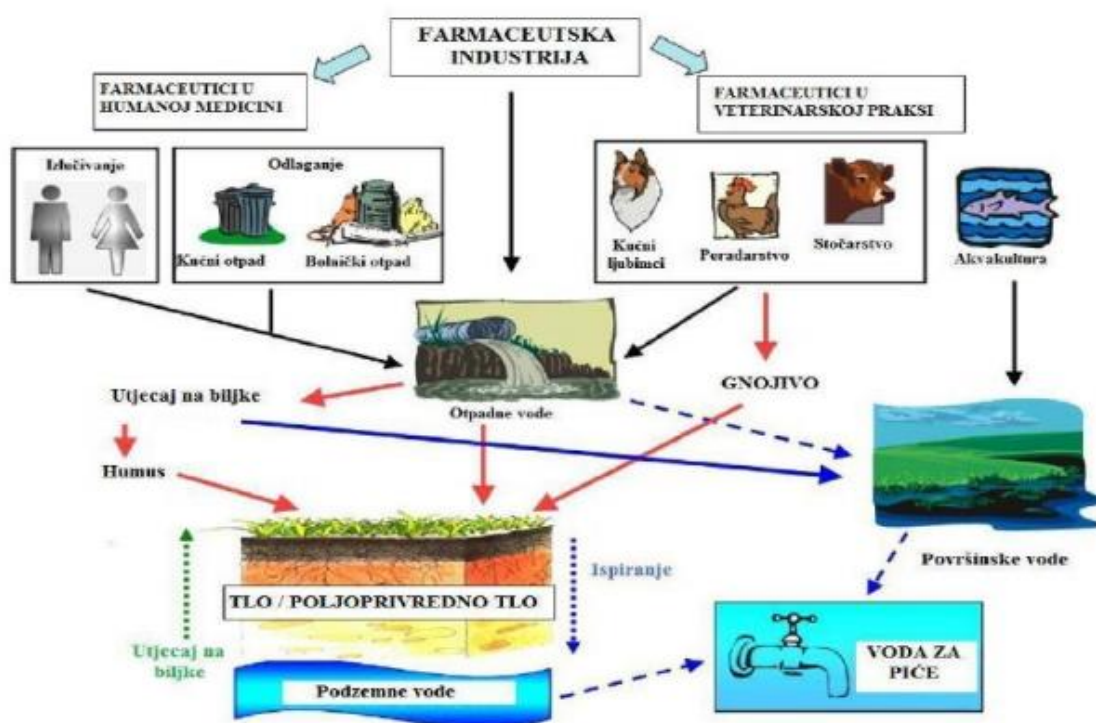 FARMACEUTSKA
INDUSTRIJA
FARMACEUTICI U
HUMANOJ MEDICINI
FARMACEUTICI U
VETERINARSKOJ PRAKSI
Izlučivanje
Odlaganje
Kućni otpad
Bolnički otpad
Kućni
ljubimci
Peradarstvo
Stočarstvo
Akvakultura
Utjecaj na biljke
Otpadne vode
GNOJIVO
Humus
Površinske vode
Ispiranje
TLO / POLJOPRIVREDNO TLO
Utjecaj na
biljke
Podzemne vode
VODA ZA
PIĆE